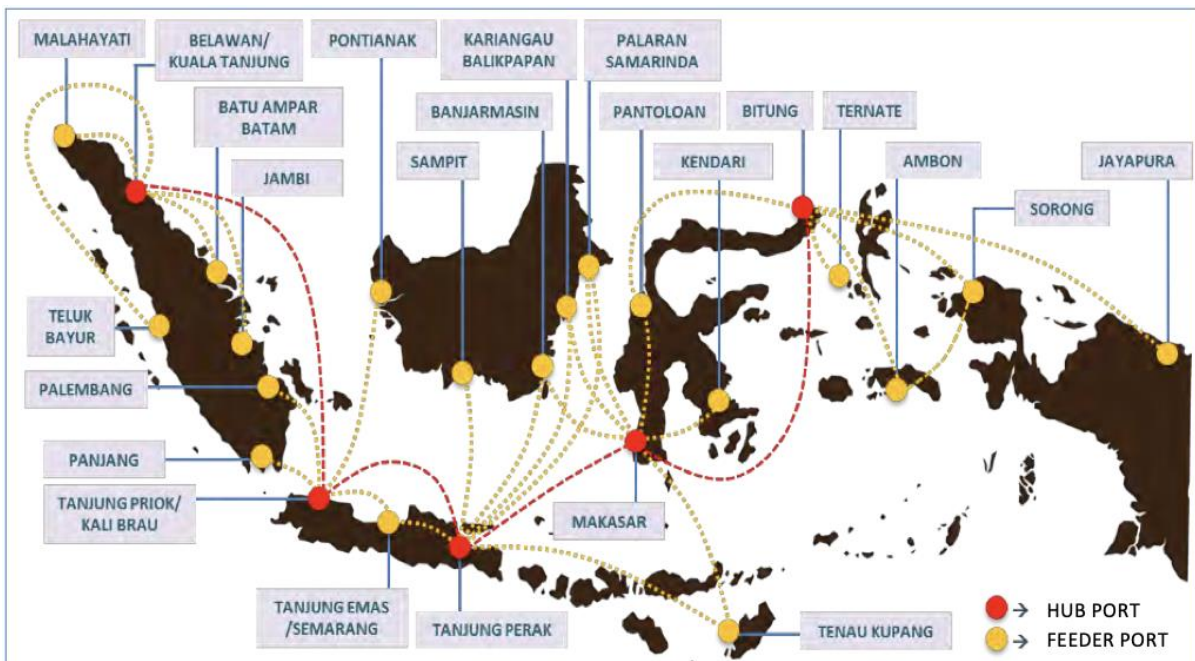 MALAHAYATI
BELAWAN/
KUALA TANJUNG
PONTIANAK
KARIANGAU
BALIKPAPAN
PALARAN
SAMARINDA
BATU AMPAR
BATAM
BANJARMASIN
PANTOLOAN
BITUNG
TERNATE
JAMBI
SAMPIT
KENDARI
AMBON
JAYAPURA
SORONG
TELUK
BAYUR
PALEMBANG
PANJANG
TANJUNG PRIOK/
KALI BRAU
MAKASAR
TANJUNG EMAS
/SEMARANG
TANJUNG PERAK
TENAU KUPANG
→ HUB PORT
→ FEEDER PORT